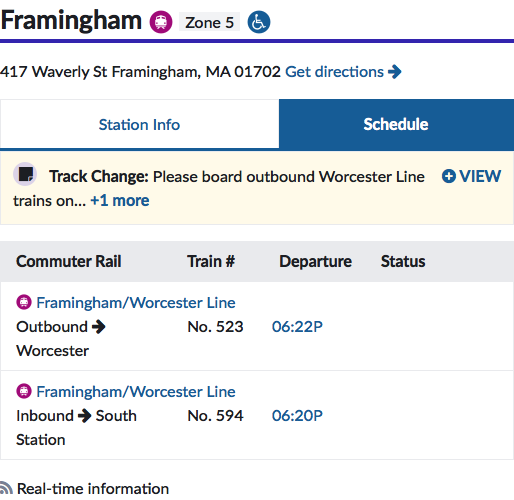 Framingham Zone 5
417 Waverly St Framingham, MA 01702 Get directions
Station Info Schedule
Track Change: Please board outbound Worcester Line VIEW
trains on... +1 more
Commuter Rail Train # Departure Status
Framingham/Worcester Line
Outbound → No. 523 06:22P
Worcester
Framingham/Worcester Line
Inbound → South No. 594 06:20P
Station
Real-time information